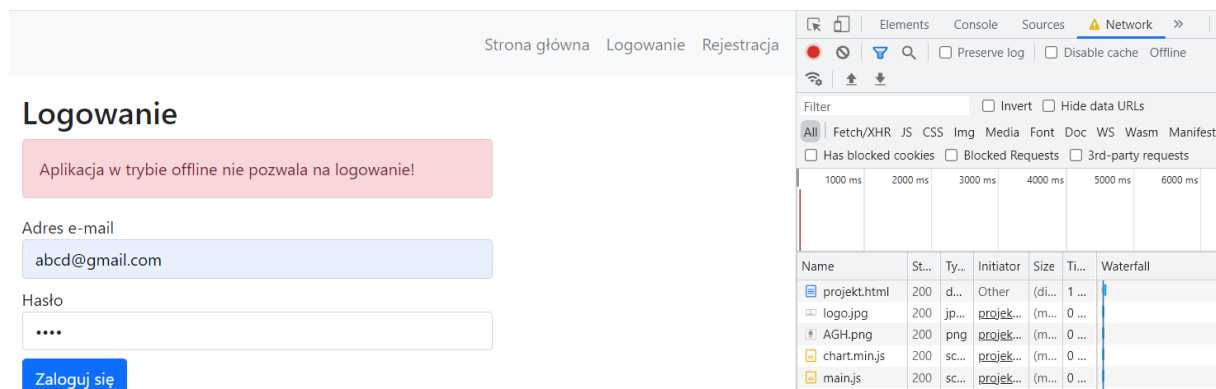 Strona główna Logowanie Rejestracja
Logowanie
Aplikacja w trybie offline nie pozwala na logowanie!
Adres e-mail
abcd@gmail.com
Hasło
••••
Zaloguj się
Elements Console Sources Network »
Preserve log Disable cache Offline
Filter Invert Hide data URLs
All Fetch/XHR JS CSS Img Media Font Doc WS Wasm Manifest
Has blocked cookies Blocked Requests 3rd-party requests
1000 ms 2000 ms 3000 ms 4000 ms 5000 ms 6000 ms
Name St... Ty... Initiator Size Ti... Waterfall
projekt.html 200 d... Other (di... 1 ...
logo.jpg 200 jp... projek... (m... 0 ...
AGH.png 200 png projek... (m... 0 ...
chart.min.js 200 sc... projek... (m... 0 ...
main.js 200 sc... projek... (m... 0 ...